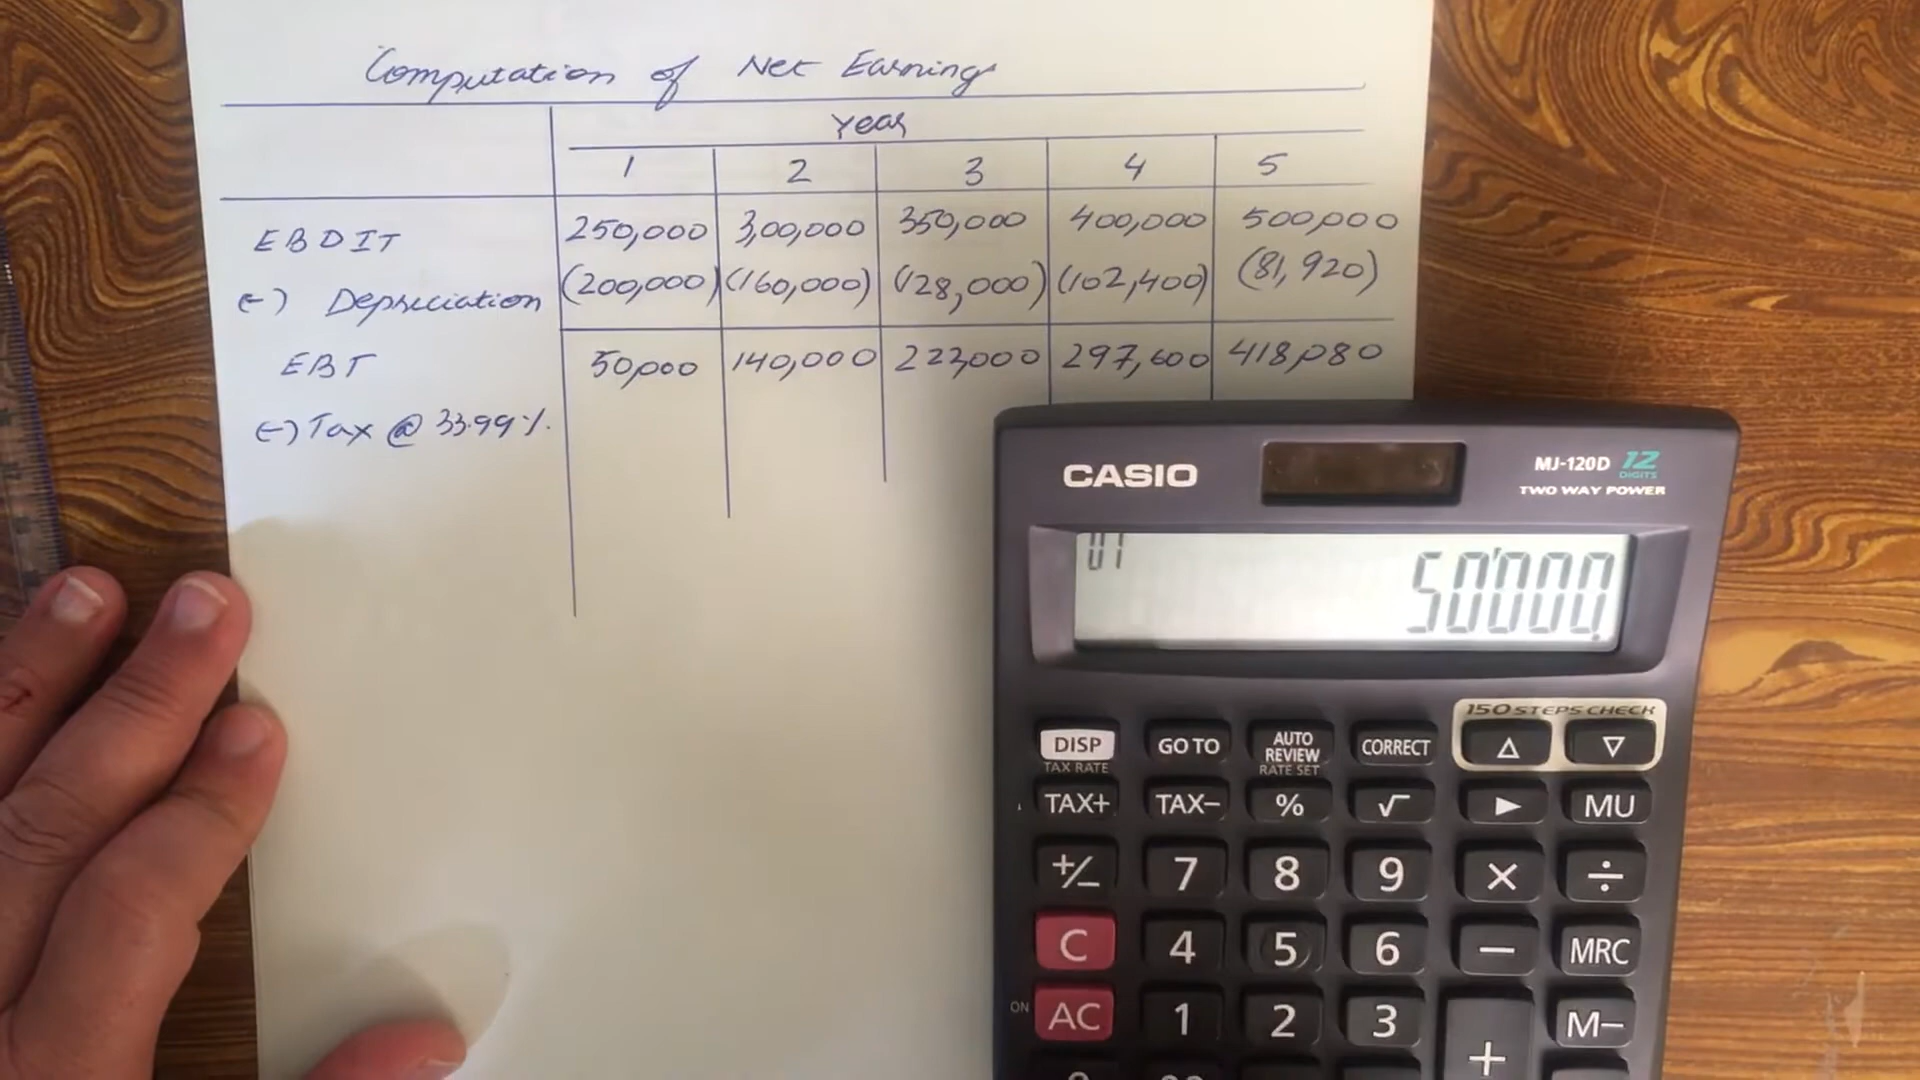 Computation of Net Earnings
Year
1 2 3 4 5
EBDIT 250,000 3,00,000 350,000 400,000 500,000
(-) Depreciation (200,000) (160,000) (128,000) (102,400) (81,920)
EBT 50,000 140,000 222,000 297,600 418,080
(-) Tax @ 33.99%.
CASIO MJ-120D 12 DIGITS
TWO WAY POWER
01 50'000.
150 STEPS CHECK
DISP GO TO AUTO REVIEW CORRECT △ ▽
TAX RATE RATE SET
TAX+ TAX− % √ ▶ MU
+/− 7 8 9 × ÷
C 4 5 6 − MRC
ON AC 1 2 3 + M−